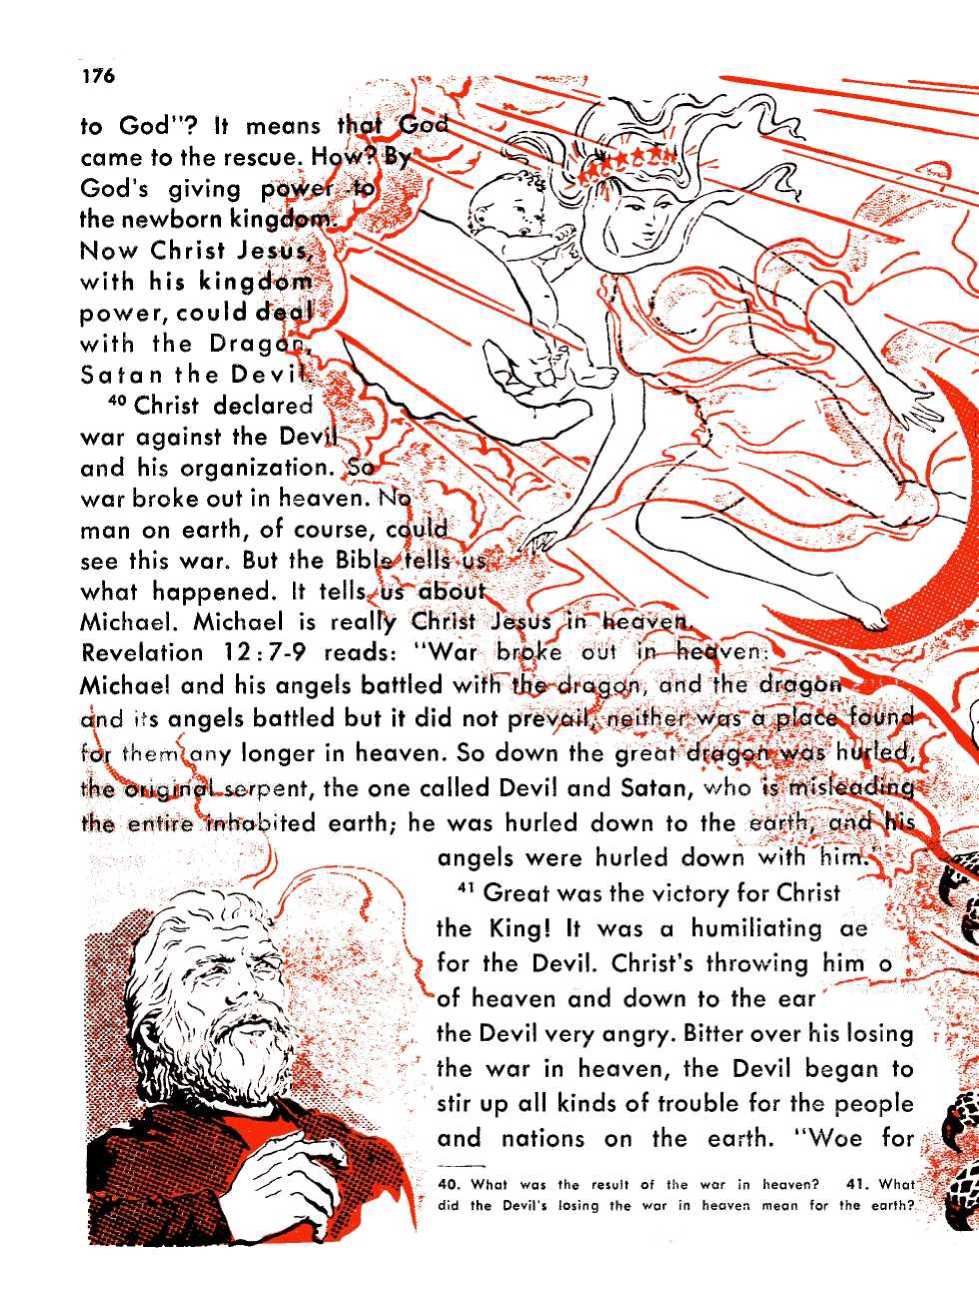 176
to God"? It means that God
came to the rescue. How? By
God's giving power to
the newborn kingdom.
Now Christ Jesus,
with his kingdom
power, could deal
with the Dragon,
Satan the Devil.
40 Christ declared
war against the Devil
and his organization. So
war broke out in heaven. No
man on earth, of course, could
see this war. But the Bible tells us
what happened. It tells us about
Michael. Michael is really Christ Jesus in heaven.
Revelation 12:7-9 reads: "War broke out in heaven:
Michael and his angels battled with the dragon, and the dragon
and its angels battled but it did not prevail, neither was a place found
for them any longer in heaven. So down the great dragon was hurled,
the original serpent, the one called Devil and Satan, who is misleading
the entire inhabited earth; he was hurled down to the earth, and his
angels were hurled down with him."
41 Great was the victory for Christ
the King! It was a humiliating
for the Devil. Christ's throwing him
of heaven and down to the
the Devil very angry. Bitter over his losing
the war in heaven, the Devil began to
stir up all kinds of trouble for the people
and nations on the earth. "Woe for
40. What was the result of the war in heaven? 41. What
did the Devil's losing the war in heaven mean for the earth?